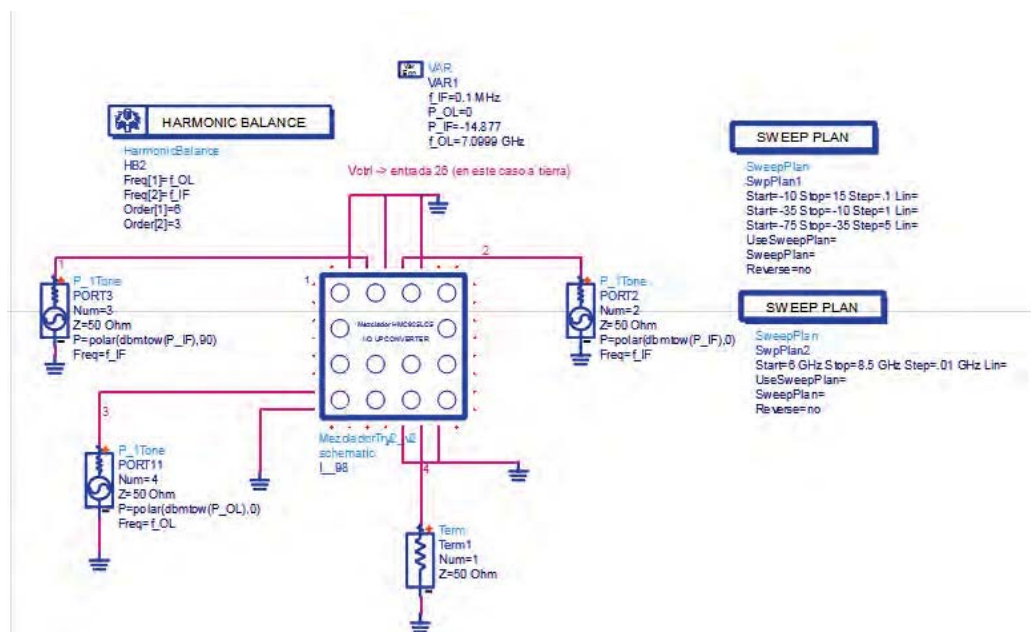 VAR
VAR1
f_IF=0.1 MHz
P_OL=0
P_IF=-14.877
f_OL=7.0999 GHz
HARMONIC BALANCE
HarmonicBalance
HB2
Freq[1]=f_OL
Freq[2]=f_IF
Order[1]=6
Order[2]=3
Vctrl -> entrada 26 (en este caso a tierra)
SWEEP PLAN
SweepPlan
SwpPlan1
Start=-10 Stop=15 Step=.1 Lin=
Start=-35 Stop=-10 Step=1 Lin=
Start=-75 Stop=-35 Step=5 Lin=
UseSweepPlan=
SweepPlan=
Reverse=no
SWEEP PLAN
SweepPlan
SwpPlan2
Start=6 GHz Stop=8.5 GHz Step=.01 GHz Lin=
UseSweepPlan=
SweepPlan=
Reverse=no
1
P_1Tone
PORT3
Num=3
Z=50 Ohm
P=polar(dbmtow(P_IF),90)
Freq=f_IF
1
2
P_1Tone
PORT2
Num=2
Z=50 Ohm
P=polar(dbmtow(P_IF),0)
Freq=f_IF
I/Q UPCONVERTER
3
P_1Tone
PORT11
Num=4
Z=50 Ohm
P=polar(dbmtow(P_OL),0)
Freq=f_OL
schematic
I__98
4
Term
Term1
Num=1
Z=50 Ohm